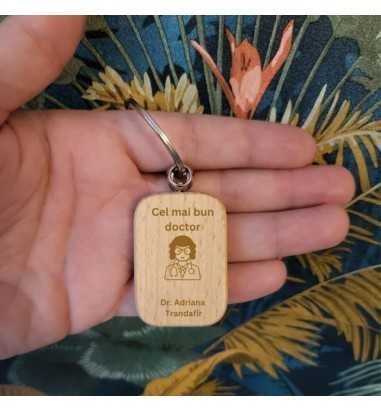 Cel mai bun
doctor
Dr. Adriana
Trandafir